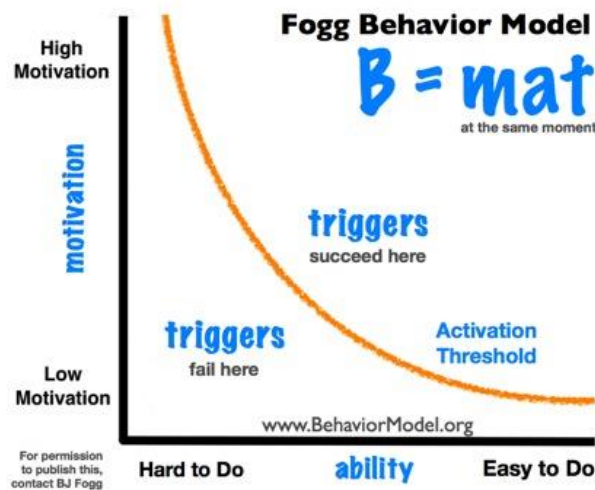 Fogg Behavior Model
B = mat
at the same moment
High
Motivation
motivation
triggers
succeed here
triggers
fail here
Activation
Threshold
Low
Motivation
www.BehaviorModel.org
For permission
to publish this,
contact BJ Fogg
Hard to Do
ability
Easy to Do